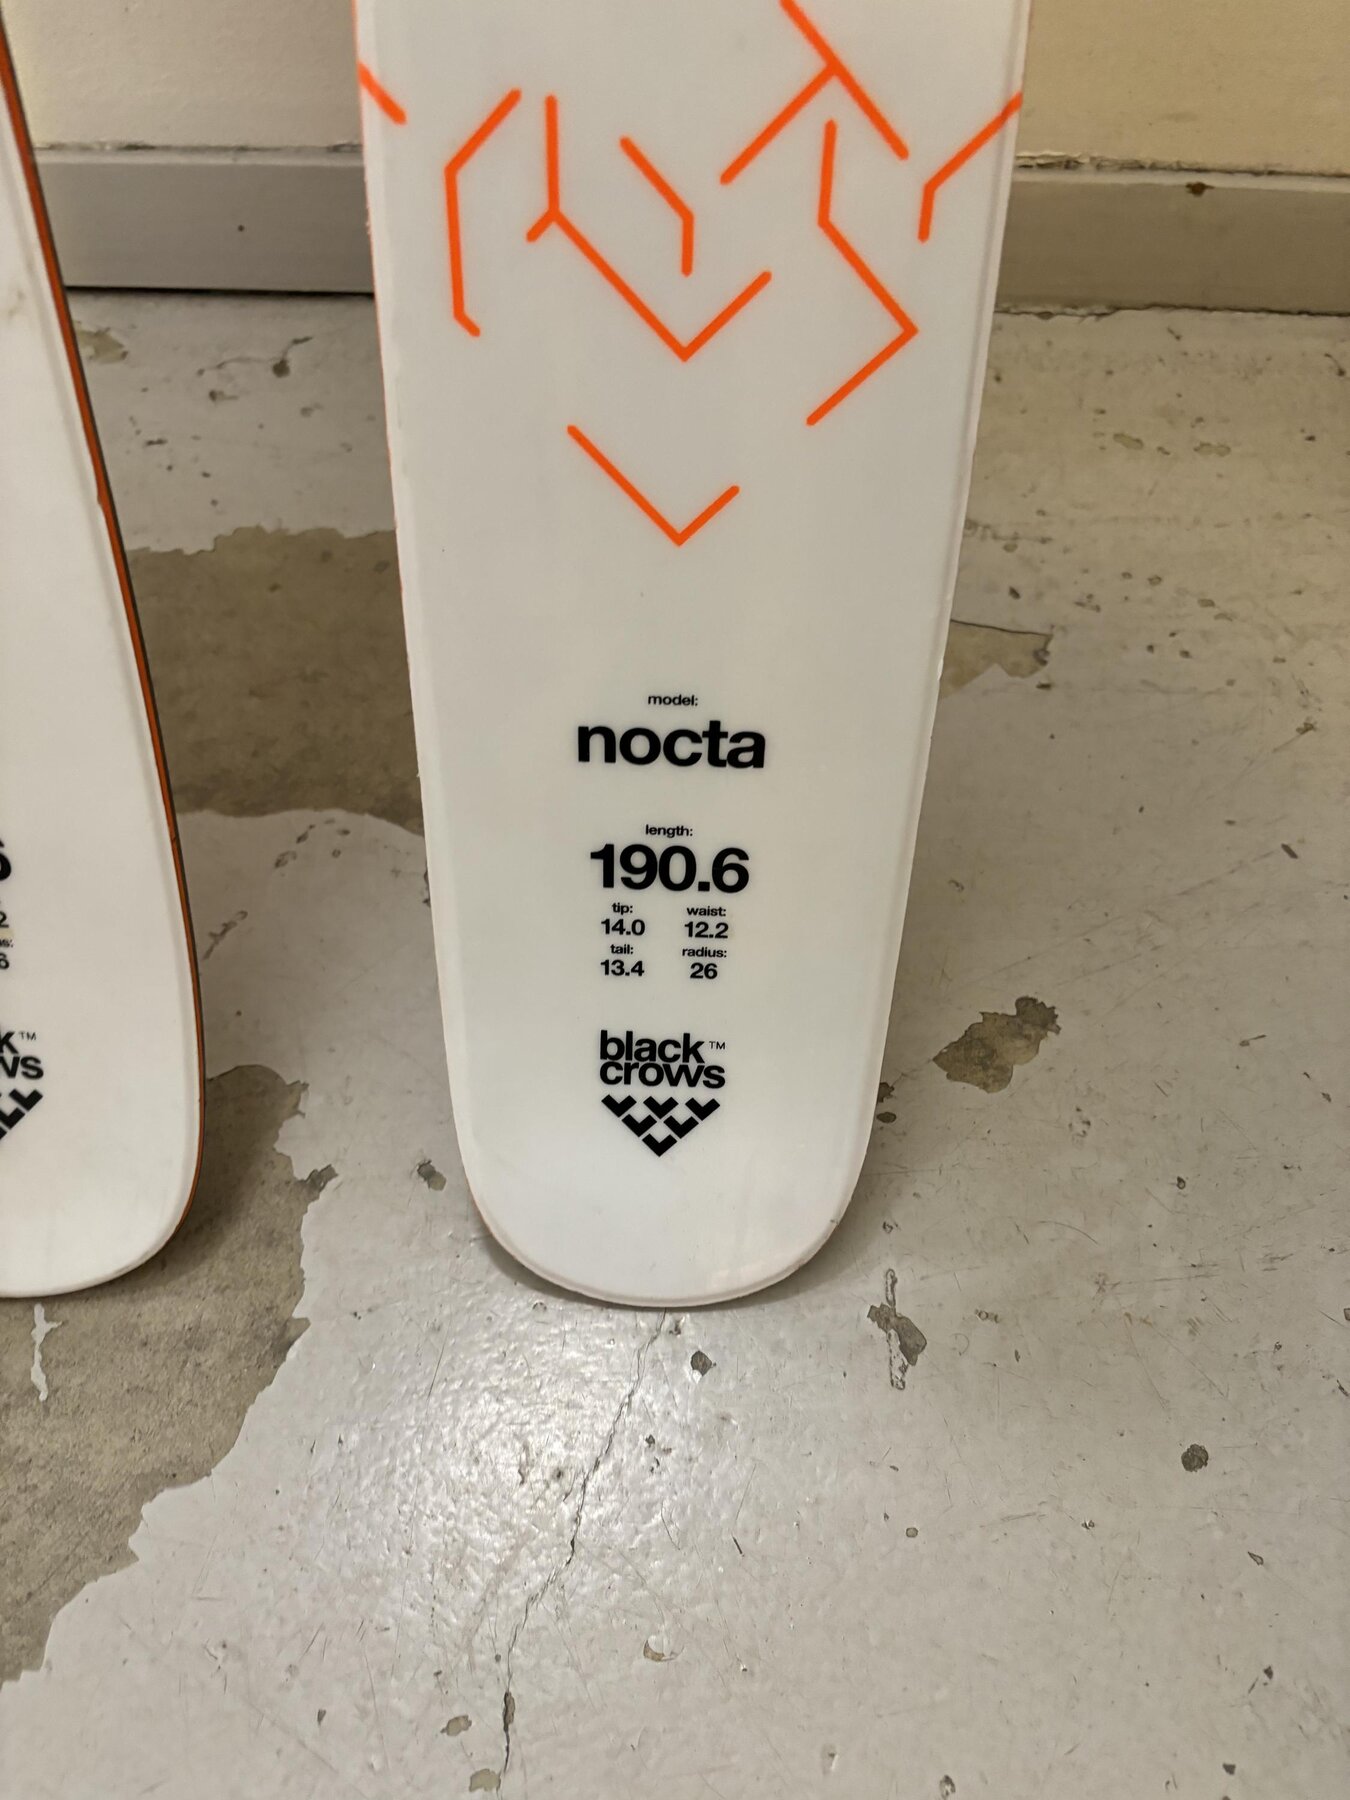 model:
nocta
length:
190.6
tip: waist:
14.0 12.2
tail: radius:
13.4 26
black™
crows